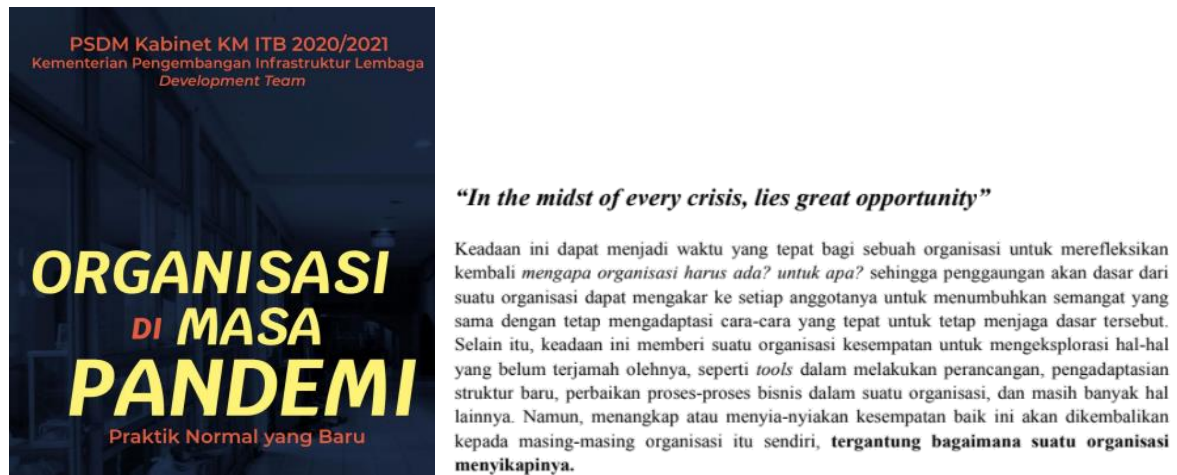 PSDM Kabinet KM ITB 2020/2021
Kementerian Pengembangan Infrastruktur Lembaga
Development Team
ORGANISASI
DI MASA
PANDEMI
Praktik Normal yang Baru
“In the midst of every crisis, lies great opportunity”
Keadaan ini dapat menjadi waktu yang tepat bagi sebuah organisasi untuk merefleksikan
kembali mengapa organisasi harus ada? untuk apa? sehingga penggaungan akan dasar dari
suatu organisasi dapat mengakar ke setiap anggotanya untuk menumbuhkan semangat yang
sama dengan tetap mengadaptasi cara-cara yang tepat untuk tetap menjaga dasar tersebut.
Selain itu, keadaan ini memberi suatu organisasi kesempatan untuk mengeksplorasi hal-hal
yang belum terjamah olehnya, seperti tools dalam melakukan perancangan, pengadaptasian
struktur baru, perbaikan proses-proses bisnis dalam suatu organisasi, dan masih banyak hal
lainnya. Namun, menangkap atau menyia-nyiakan kesempatan baik ini akan dikembalikan
kepada masing-masing organisasi itu sendiri, tergantung bagaimana suatu organisasi
menyikapinya.